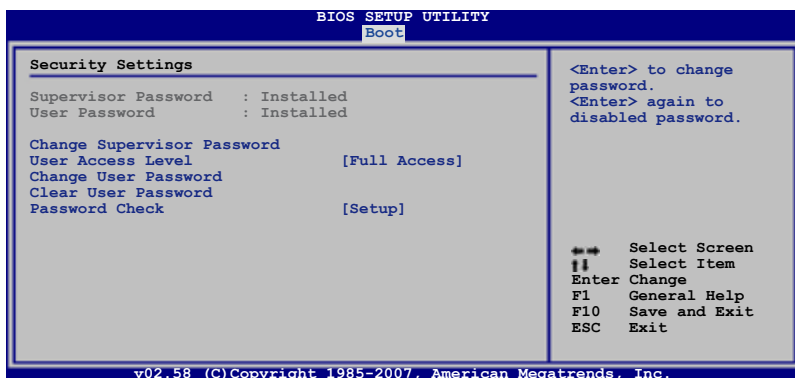 BIOS SETUP UTILITY
Boot
Security Settings
Supervisor Password : Installed
User Password : Installed
Change Supervisor Password
User Access Level [Full Access]
Change User Password
Clear User Password
Password Check [Setup]
<Enter> to change
password.
<Enter> again to
disabled password.
←→ Select Screen
↑↓ Select Item
Enter Change
F1 General Help
F10 Save and Exit
ESC Exit
v02.58 (C)Copyright 1985-2007, American Megatrends, Inc.